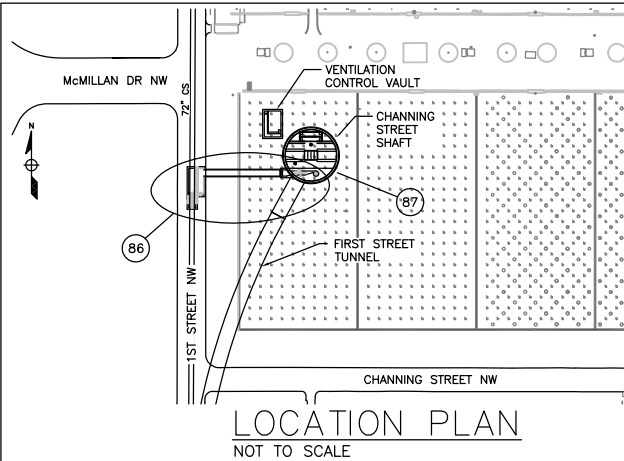 VENTILATION
CONTROL VAULT
McMILLAN DR NW
72" CS
CHANNING
STREET
SHAFT
N
87
86
FIRST STREET
TUNNEL
1ST STREET NW
CHANNING STREET NW
LOCATION PLAN
NOT TO SCALE